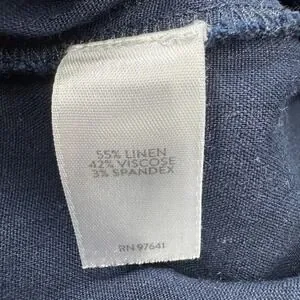 55% LINEN
42% VISCOSE
3% SPANDEX
RN 97641